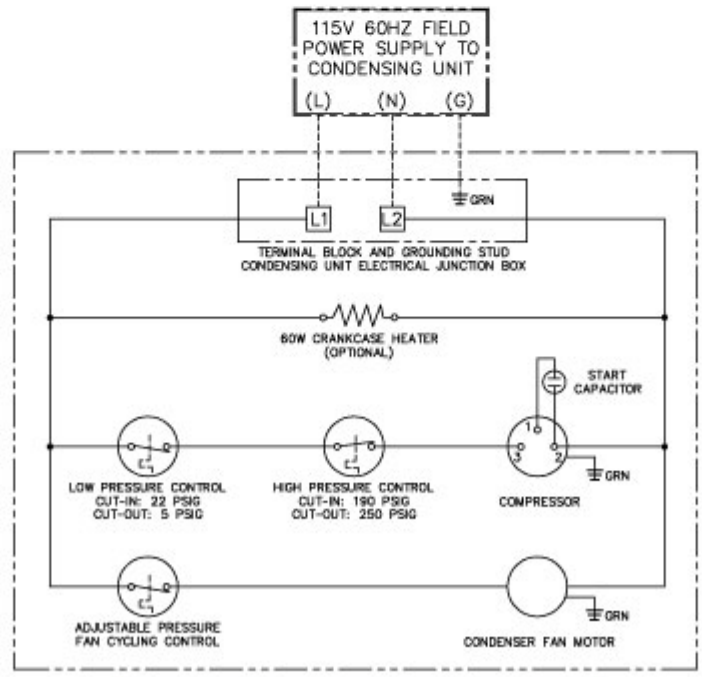 115V 60HZ FIELD
POWER SUPPLY TO
CONDENSING UNIT
(L) (N) (G)
GRN
L1 L2
TERMINAL BLOCK AND GROUNDING STUD
CONDENSING UNIT ELECTRICAL JUNCTION BOX
60W CRANKCASE HEATER
(OPTIONAL)
START
CAPACITOR
1
3 2
GRN
LOW PRESSURE CONTROL
CUT-IN: 22 PSIG
CUT-OUT: 5 PSIG
HIGH PRESSURE CONTROL
CUT-IN: 190 PSIG
CUT-OUT: 250 PSIG
COMPRESSOR
GRN
ADJUSTABLE PRESSURE
FAN CYCLING CONTROL
CONDENSER FAN MOTOR